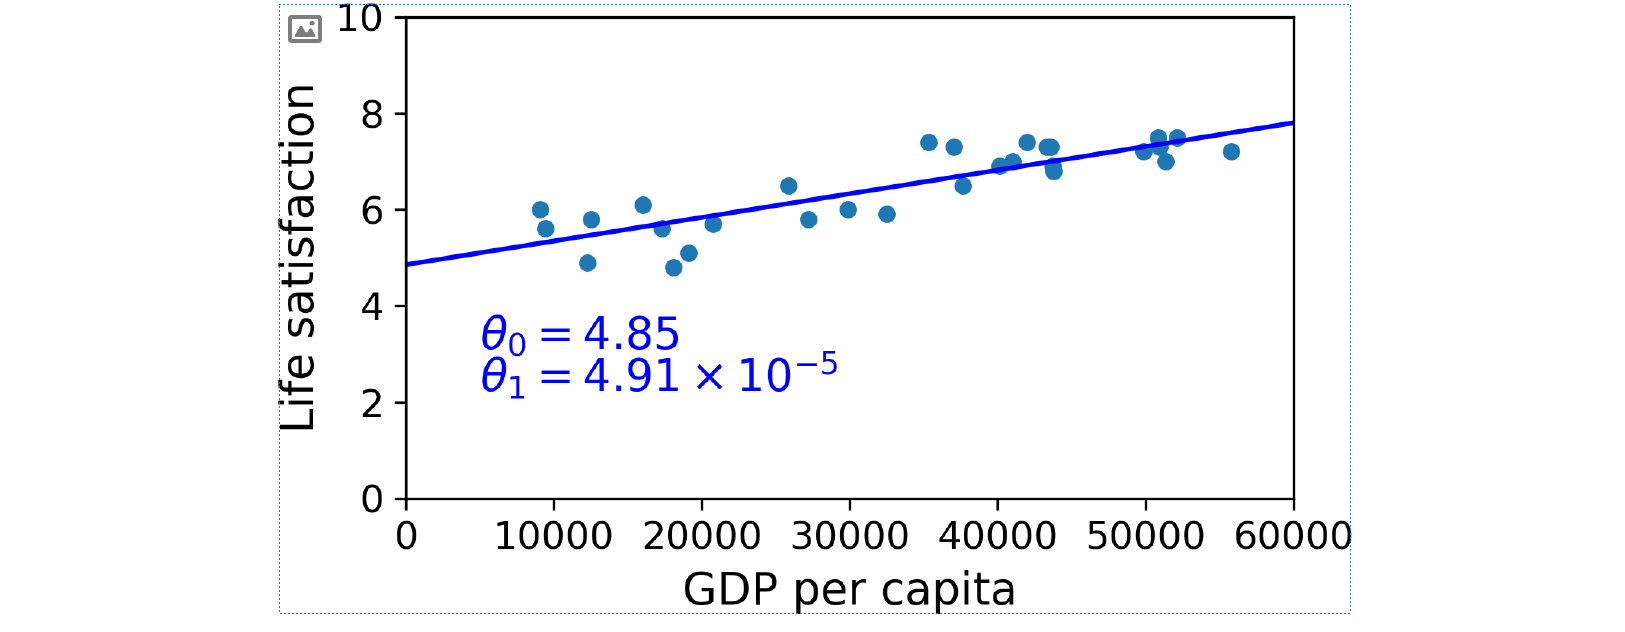 10
8
6
4
2
0
Life satisfaction
θ₀ = 4.85
θ₁ = 4.91 × 10⁻⁵
0 10000 20000 30000 40000 50000 60000
GDP per capita